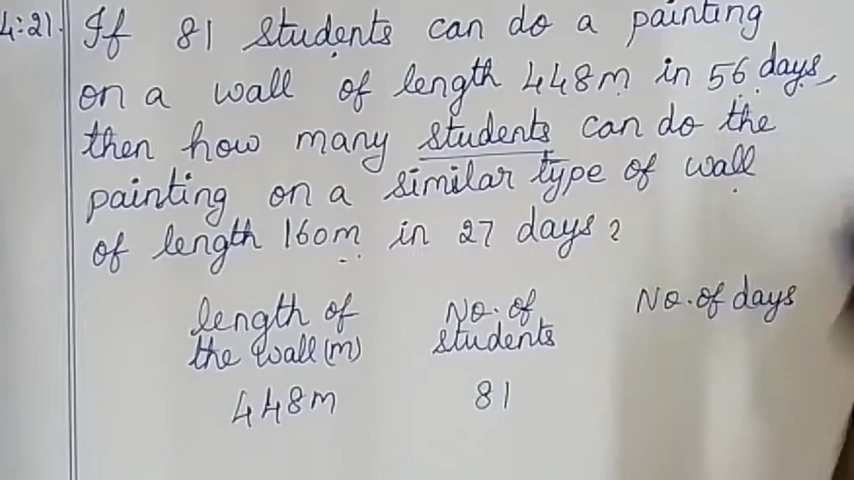 4:21. If 81 students can do a painting
on a wall of length 448m in 56 days,
then how many students can do the
painting on a similar type of wall
of length 160m in 27 days?
length of the wall (m) No. of students No. of days
448m 81